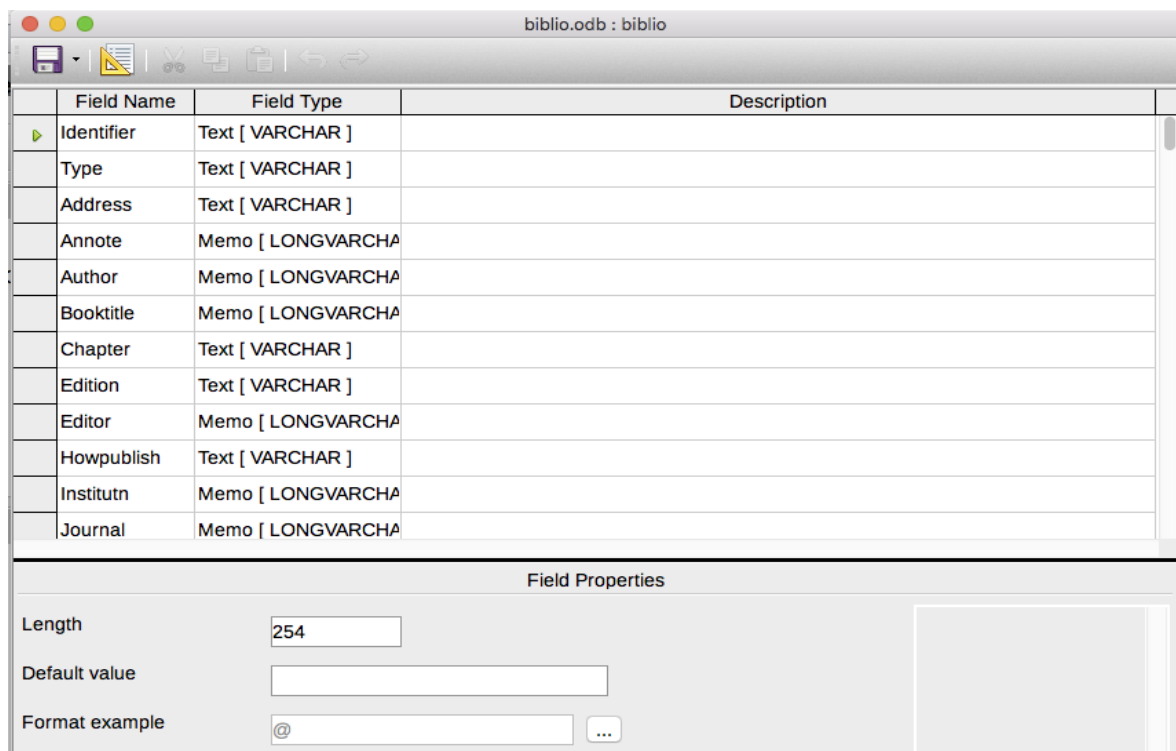 biblio.odb : biblio
Field Name Field Type Description
Identifier Text [ VARCHAR ]
Type Text [ VARCHAR ]
Address Text [ VARCHAR ]
Annote Memo [ LONGVARCHA
Author Memo [ LONGVARCHA
Booktitle Memo [ LONGVARCHA
Chapter Text [ VARCHAR ]
Edition Text [ VARCHAR ]
Editor Memo [ LONGVARCHA
Howpublish Text [ VARCHAR ]
Institutn Memo [ LONGVARCHA
Journal Memo [ LONGVARCHA
Field Properties
Length 254
Default value
Format example @ ...